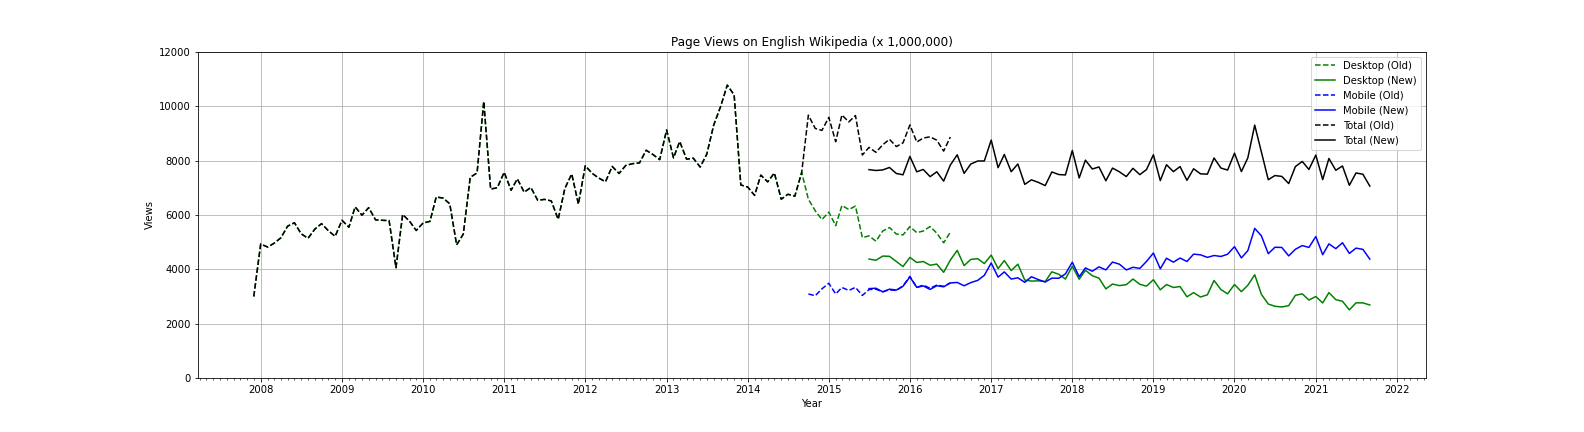 Page Views on English Wikipedia (x 1,000,000)
12000
10000
8000
6000
4000
2000
0
Views
Desktop (Old)
Desktop (New)
Mobile (Old)
Mobile (New)
Total (Old)
Total (New)
2008 2009 2010 2011 2012 2013 2014 2015 2016 2017 2018 2019 2020 2021 2022
Year